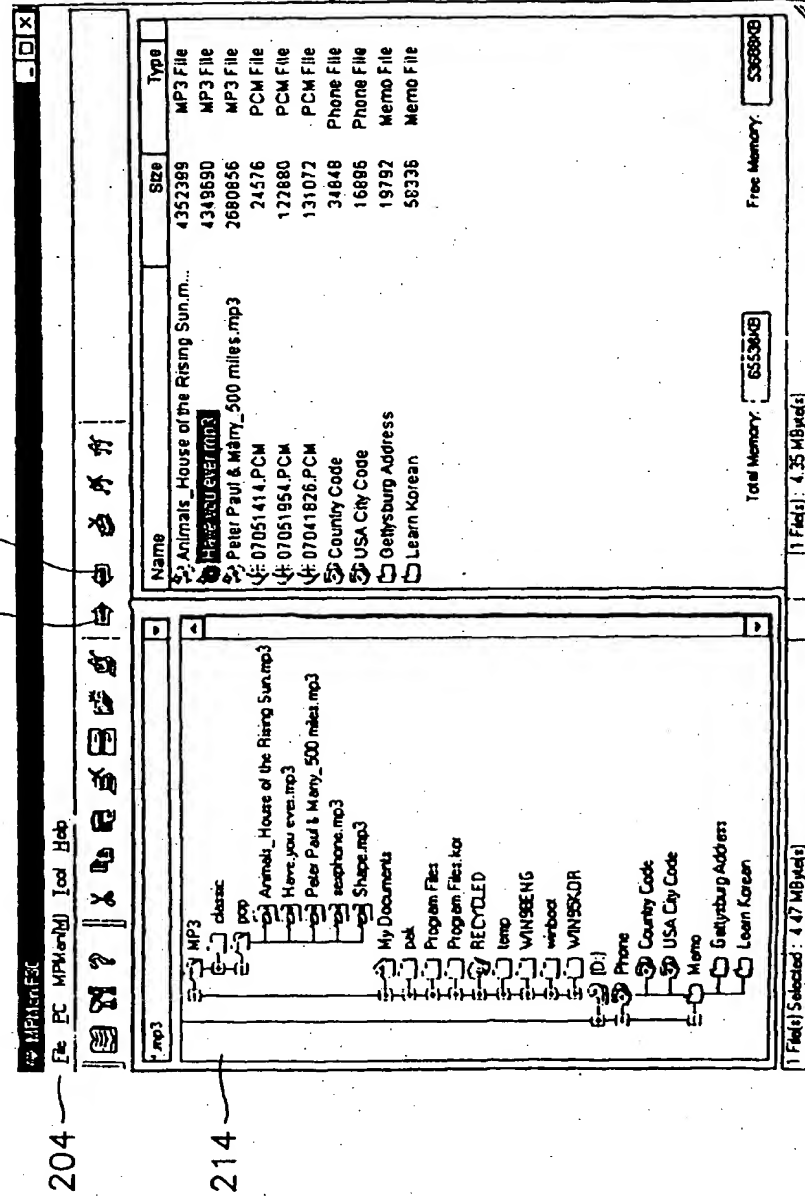 204
MPManF30
File PC MPMan(M) Tool Help
*.mp3
214
MP3
classic
pop
Animals_House of the Rising Sun.mp3
Have.you ever.mp3
Peter Paul & Marry_500 miles.mp3
sexphone.mp3
Shape.mp3
My Documents
pak
Program Files
Program Files.kor
RECYCLED
temp
WIN98ENG
winboot
WIN95KOR
(D:)
Phone
Country Code
USA City Code
Memo
Gettysburg Address
Learn Korean
1 File(s) Selected : 4.47 MByte(s)
Name Size Type
Animals_House of the Rising Sun.m... 4352399 MP3 File
Have you ever.mp3 4349690 MP3 File
Peter Paul & Marry_500 miles.mp3 2680856 MP3 File
07051414.PCM 24576 PCM File
07051954.PCM 122880 PCM File
07041826.PCM 131072 PCM File
Country Code 34848 Phone File
USA City Code 16896 Phone File
Gettysburg Address 19792 Memo File
Learn Korean 58336 Memo File
Total Memory: 65536KB Free Memory: 53688KB
1 File(s) : 4.35 MByte(s)